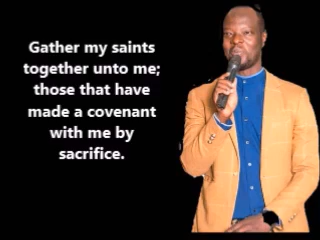 Gather my saints
together unto me;
those that have
made a covenant
with me by
sacrifice.